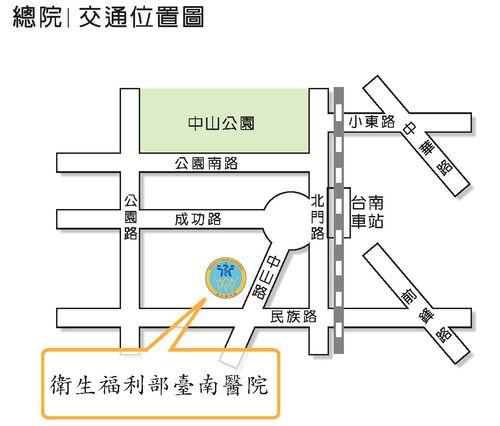 總院|交通位置圖
中山公園
小東路
中華路
公園南路
公園路
成功路
北門路
台南
車站
中山路
民族路
前鋒路
衛生福利部臺南醫院